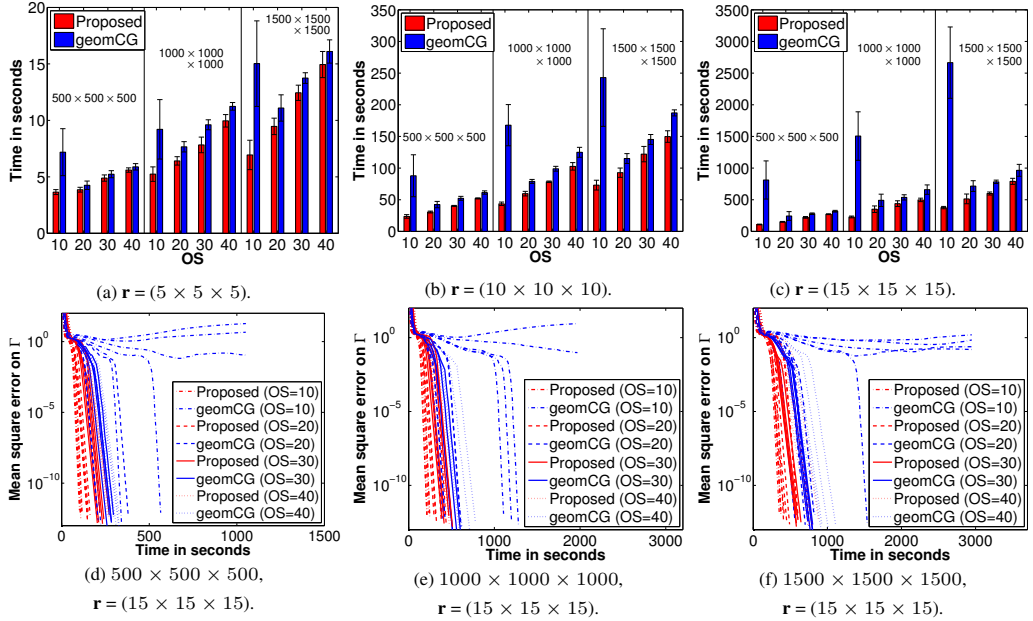 Time in seconds
20
15
10
5
0
Proposed
geomCG
500 × 500 × 500
1000 × 1000
× 1000
1500 × 1500
× 1500
10 20 30 40 10 20 30 40 10 20 30 40
OS
(a) r = (5 × 5 × 5).
Time in seconds
350
300
250
200
150
100
50
0
Proposed
geomCG
500 × 500 × 500
1000 × 1000
× 1000
1500 × 1500
× 1500
10 20 30 40 10 20 30 40 10 20 30 40
OS
(b) r = (10 × 10 × 10).
Time in seconds
3500
3000
2500
2000
1500
1000
500
0
Proposed
geomCG
500 × 500 × 500
1000 × 1000
× 1000
1500 × 1500
× 1500
10 20 30 40 10 20 30 40 10 20 30 40
OS
(c) r = (15 × 15 × 15).
Mean square error on Γ
10^0
10^-5
10^-10
Proposed (OS=10)
geomCG (OS=10)
Proposed (OS=20)
geomCG (OS=20)
Proposed (OS=30)
geomCG (OS=30)
Proposed (OS=40)
geomCG (OS=40)
0 500 1000 1500
Time in seconds
(d) 500 × 500 × 500,
r = (15 × 15 × 15).
Mean square error on Γ
10^0
10^-5
10^-10
Proposed (OS=10)
geomCG (OS=10)
Proposed (OS=20)
geomCG (OS=20)
Proposed (OS=30)
geomCG (OS=30)
Proposed (OS=40)
geomCG (OS=40)
0 1000 2000 3000
Time in seconds
(e) 1000 × 1000 × 1000,
r = (15 × 15 × 15).
Mean square error on Γ
10^0
10^-5
10^-10
Proposed (OS=10)
geomCG (OS=10)
Proposed (OS=20)
geomCG (OS=20)
Proposed (OS=30)
geomCG (OS=30)
Proposed (OS=40)
geomCG (OS=40)
0 1000 2000 3000
Time in seconds
(f) 1500 × 1500 × 1500,
r = (15 × 15 × 15).